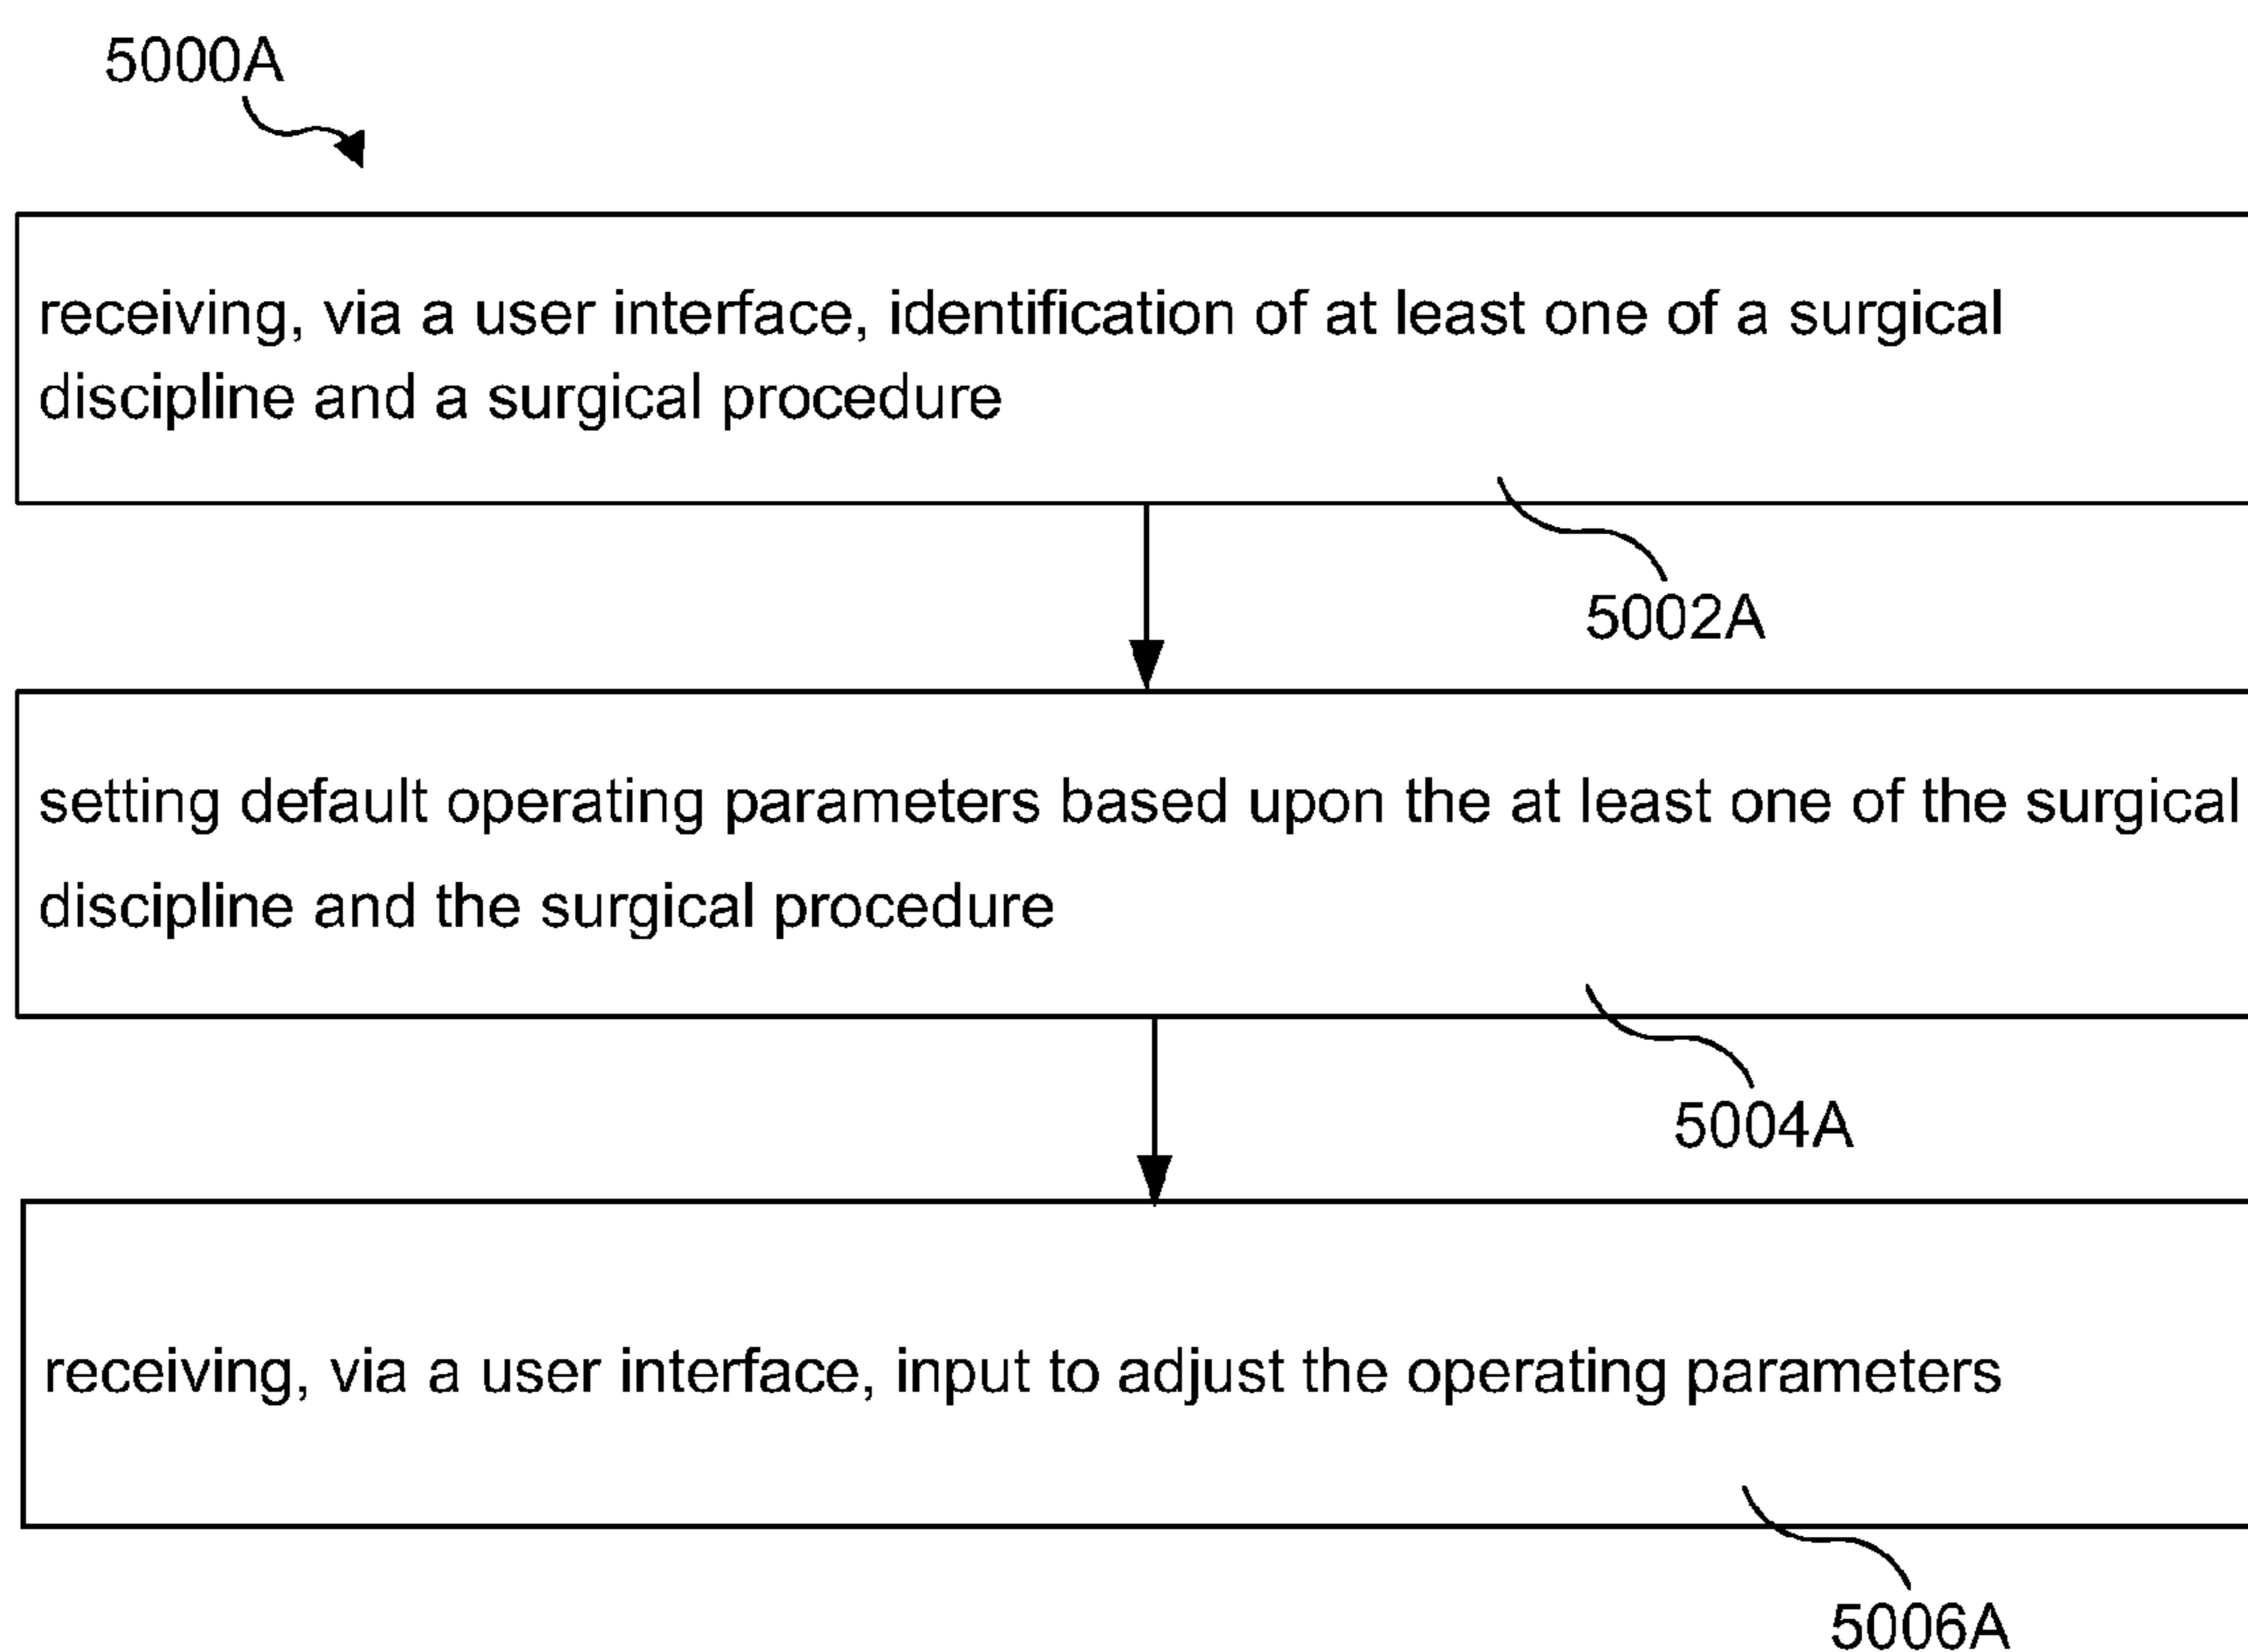 5000A
receiving, via a user interface, identification of at least one of a surgical
discipline and a surgical procedure
5002A
setting default operating parameters based upon the at least one of the surgical
discipline and the surgical procedure
5004A
receiving, via a user interface, input to adjust the operating parameters
5006A